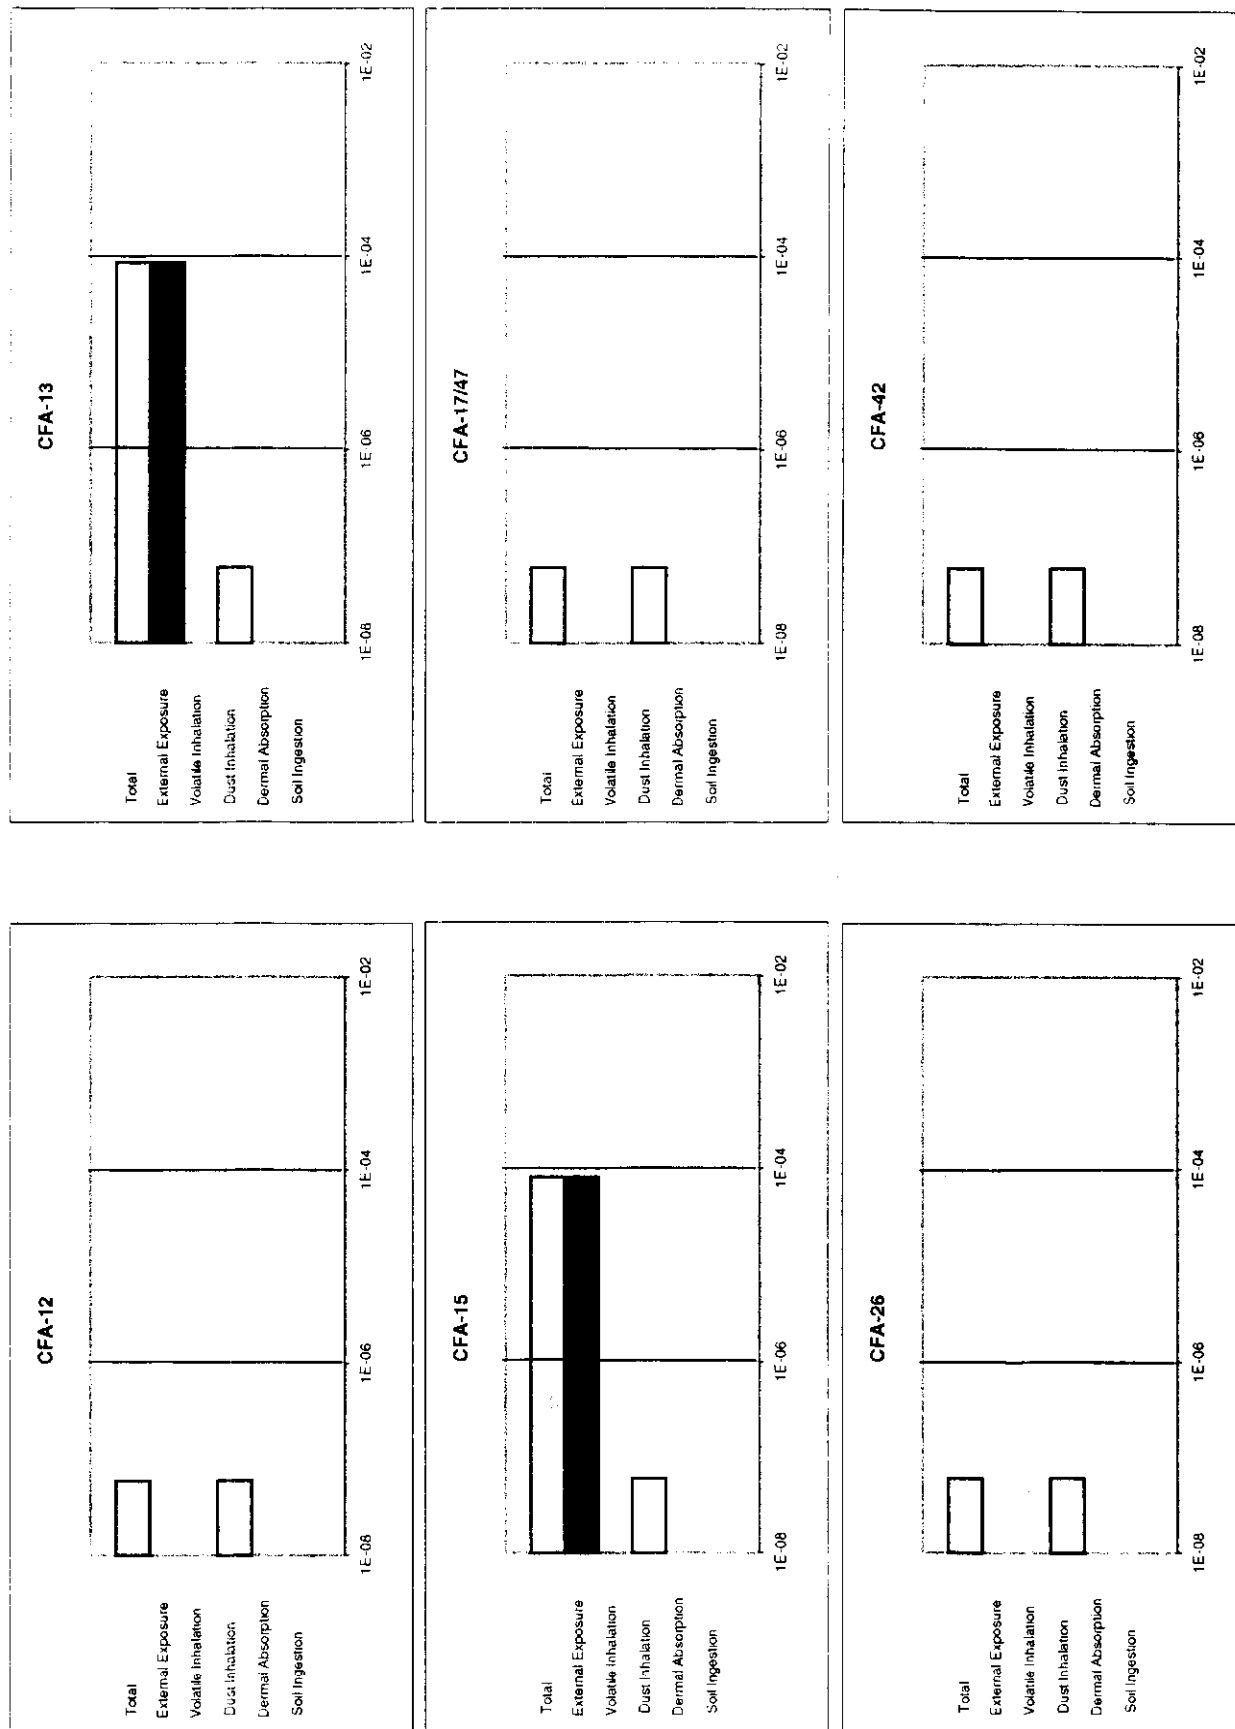 CFA-12
Total
External Exposure
Volatile Inhalation
Dust Inhalation
Dermal Absorption
Soil Ingestion
1E-08
1E-06
1E-04
1E-02
CFA-13
Total
External Exposure
Volatile Inhalation
Dust Inhalation
Dermal Absorption
Soil Ingestion
1E-08
1E-06
1E-04
1E-02
CFA-15
Total
External Exposure
Volatile Inhalation
Dust Inhalation
Dermal Absorption
Soil Ingestion
1E-08
1E-06
1E-04
1E-02
CFA-17/47
Total
External Exposure
Volatile Inhalation
Dust Inhalation
Dermal Absorption
Soil Ingestion
1E-08
1E-06
1E-04
1E-02
CFA-26
Total
External Exposure
Volatile Inhalation
Dust Inhalation
Dermal Absorption
Soil Ingestion
1E-08
1E-06
1E-04
1E-02
CFA-42
Total
External Exposure
Volatile Inhalation
Dust Inhalation
Dermal Absorption
Soil Ingestion
1E-08
1E-06
1E-04
1E-02